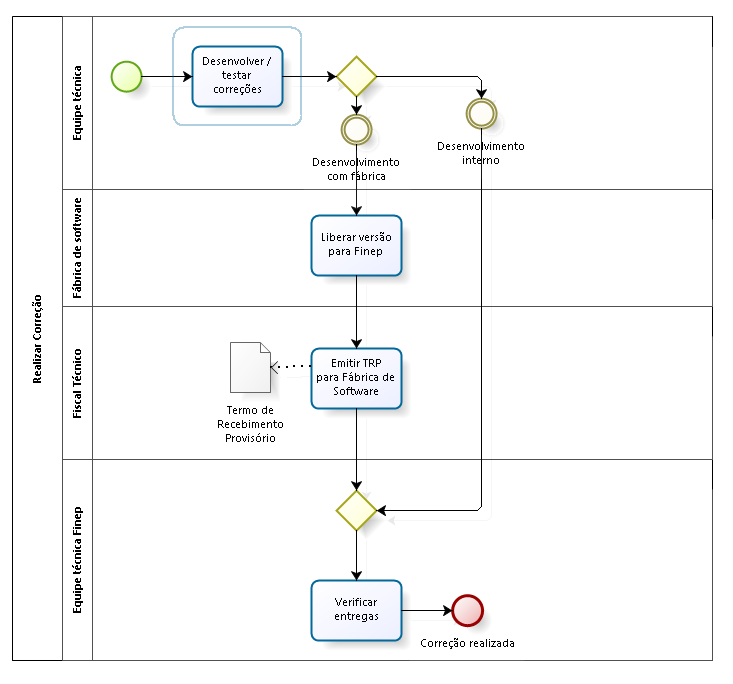 Realizar Correção
Equipe técnica
Desenvolver /
testar
correções
Desenvolvimento
com fábrica
Desenvolvimento
interno
Fábrica de software
Liberar versão
para Finep
Fiscal Técnico
Emitir TRP
para Fábrica de
Software
Termo de
Recebimento
Provisório
Equipe técnica Finep
Verificar
entregas
Correção realizada